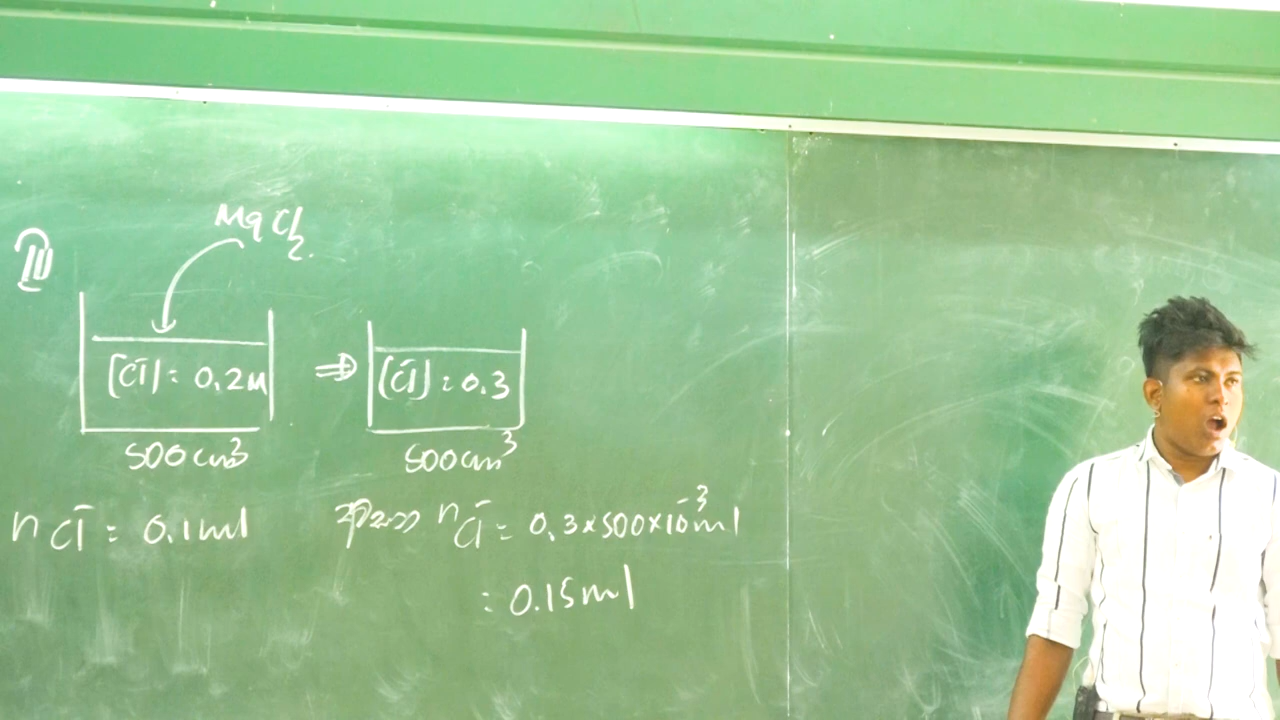 10
MgCl₂.
[Cl⁻] = 0.2M ⇒ [Cl⁻] = 0.3
500cm³ 500cm³
nCl⁻ = 0.1ml nCl⁻ = 0.3×500×10⁻³ml
= 0.15ml